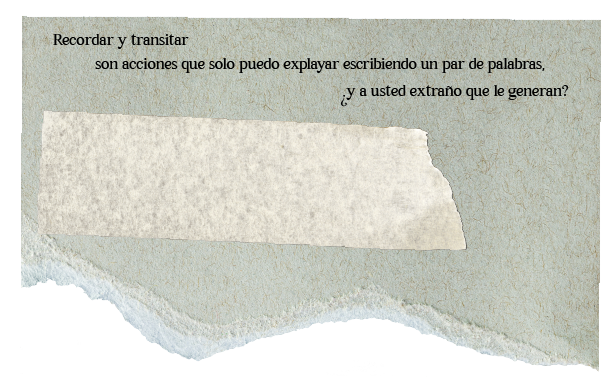 Recordar y transitar
son acciones que solo puedo explayar escribiendo un par de palabras,
¿y a usted extraño que le generan?